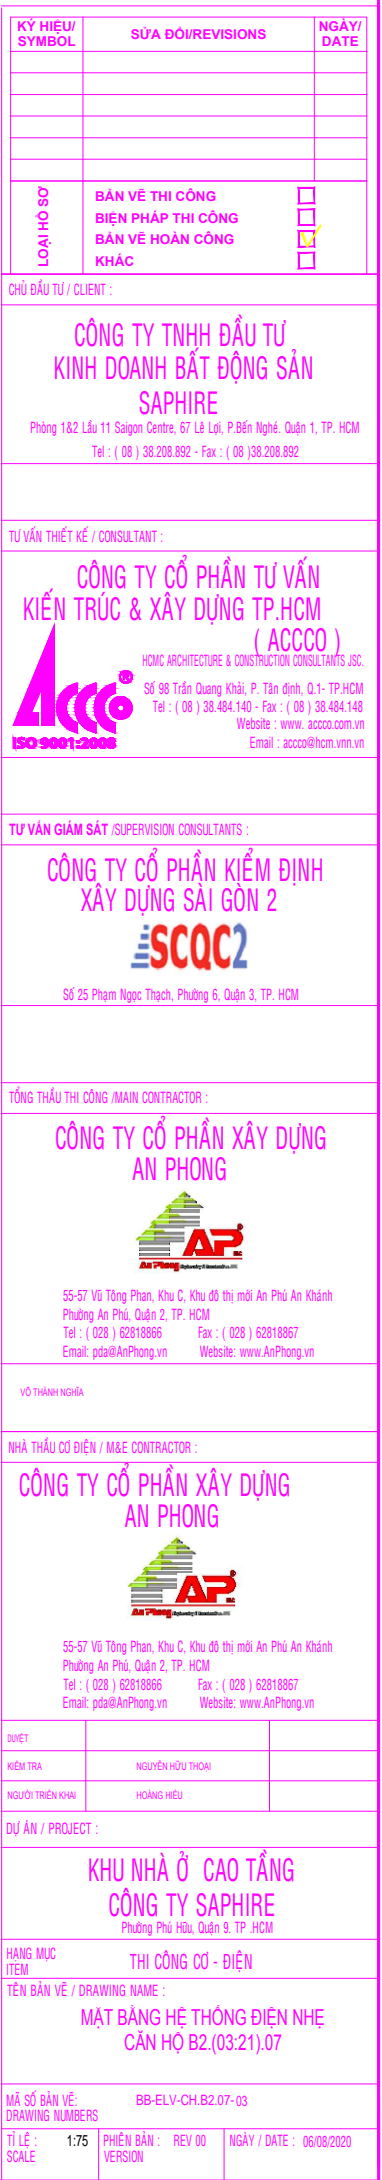 KÝ HIỆU/
SYMBOL
SỬA ĐỔI/REVISIONS
NGÀY/
DATE
LOẠI HỒ SƠ
BẢN VẼ THI CÔNG
BIỆN PHÁP THI CÔNG
BẢN VẼ HOÀN CÔNG
KHÁC
CHỦ ĐẦU TƯ / CLIENT :
CÔNG TY TNHH ĐẦU TƯ
KINH DOANH BẤT ĐỘNG SẢN
SAPHIRE
Phòng 1&2 Lầu 11 Saigon Centre, 67 Lê Lợi, P.Bến Nghé. Quận 1, TP. HCM
Tel : ( 08 ) 38.208.892 - Fax : ( 08 )38.208.892
TƯ VẤN THIẾT KẾ / CONSULTANT :
CÔNG TY CỔ PHẦN TƯ VẤN
KIẾN TRÚC & XÂY DỰNG TP.HCM
( ACCCO )
HCMC ARCHITECTURE & CONSTRUCTION CONSULTANTS JSC.
Số 98 Trần Quang Khải, P. Tân định, Q.1- TP.HCM
Tel : ( 08 ) 38.484.140 - Fax : ( 08 ) 38.484.148
Website : www. accco.com.vn
Email : accco@hcm.vnn.vn
ACCCO
ISO 9001:2008
TƯ VẤN GIÁM SÁT /SUPERVISION CONSULTANTS :
CÔNG TY CỔ PHẦN KIỂM ĐỊNH
XÂY DỰNG SÀI GÒN 2
SCQC2
Số 25 Phạm Ngọc Thạch, Phường 6, Quận 3, TP. HCM
TỔNG THẦU THI CÔNG /MAIN CONTRACTOR :
CÔNG TY CỔ PHẦN XÂY DỰNG
AN PHONG
AP
An Phong
55-57 Vũ Tông Phan, Khu C, Khu đô thị mới An Phú An Khánh
Phường An Phú, Quận 2, TP. HCM
Tel : ( 028 ) 62818866 Fax : ( 028 ) 62818867
Email: pda@AnPhong.vn Website: www.AnPhong.vn
VÕ THÀNH NGHĨA
NHÀ THẦU CƠ ĐIỆN / M&E CONTRACTOR :
CÔNG TY CỔ PHẦN XÂY DỰNG
AN PHONG
AP
An Phong
55-57 Vũ Tông Phan, Khu C, Khu đô thị mới An Phú An Khánh
Phường An Phú, Quận 2, TP. HCM
Tel : ( 028 ) 62818866 Fax : ( 028 ) 62818867
Email: pda@AnPhong.vn Website: www.AnPhong.vn
DUYỆT
KIỂM TRA NGUYỄN HỮU THOẠI
NGƯỜI TRIỂN KHAI HOÀNG HIẾU
DỰ ÁN / PROJECT :
KHU NHÀ Ở CAO TẦNG
CÔNG TY SAPHIRE
Phường Phú Hữu, Quận 9. TP .HCM
HẠNG MỤC
ITEM
THI CÔNG CƠ - ĐIỆN
TÊN BẢN VẼ / DRAWING NAME :
MẶT BẰNG HỆ THỐNG ĐIỆN NHẸ
CĂN HỘ B2.(03:21).07
MÃ SỐ BẢN VẼ:
DRAWING NUMBERS
BB-ELV-CH.B2.07-03
TỈ LỆ :
SCALE
1:75
PHIÊN BẢN :
VERSION
REV 00
NGÀY / DATE : 06/08/2020